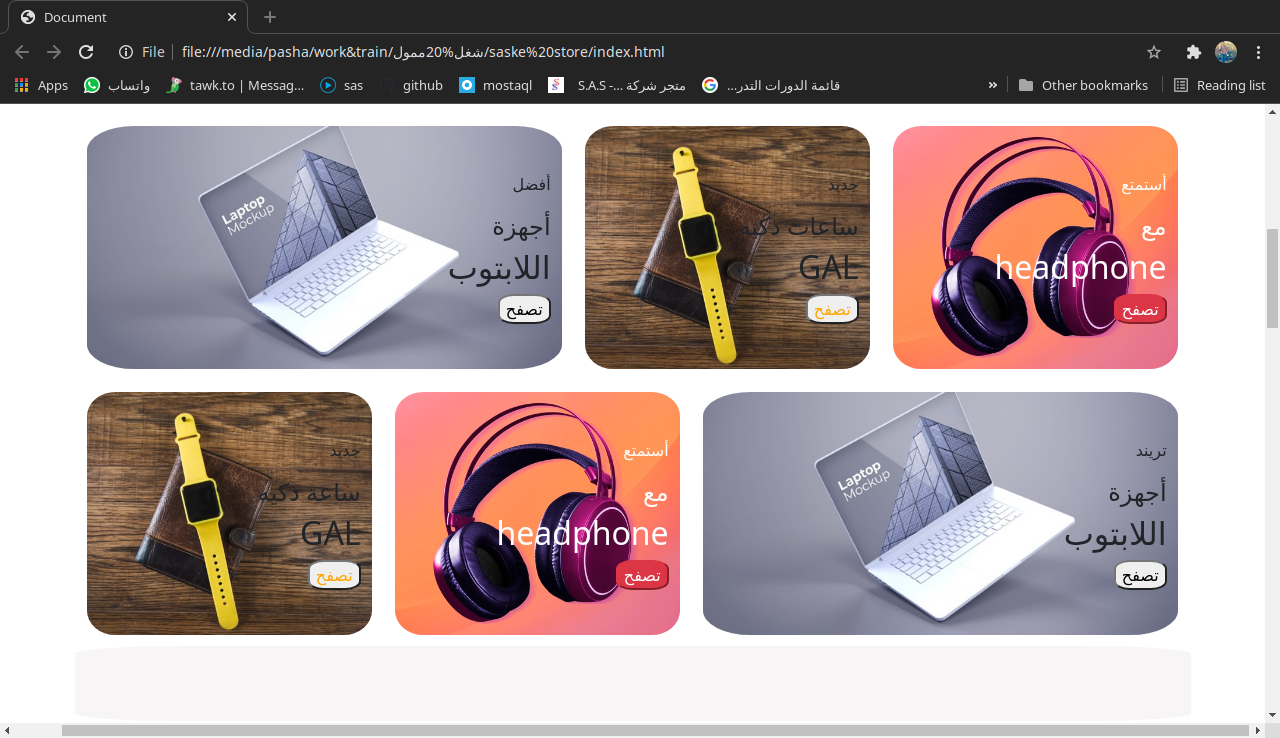 Document
File
file:///media/pasha/work&train/شغل%20ممول/saske%20store/index.html
Apps
واتساب
tawk.to | Messag...
sas
github
mostaql
متجر شركة ...- S.A.S
قائمة الدورات التدر...
»
Other bookmarks
Reading list
أستمتع
مع
headphone
تصفح
جديد
ساعات ذكيه
GAL
تصفح
أفضل
أجهزة
اللابتوب
تصفح
Laptop
Mockup
تريند
أجهزة
اللابتوب
تصفح
Laptop
Mockup
أستمتع
مع
headphone
تصفح
جديد
ساعه ذكيه
GAL
تصفح